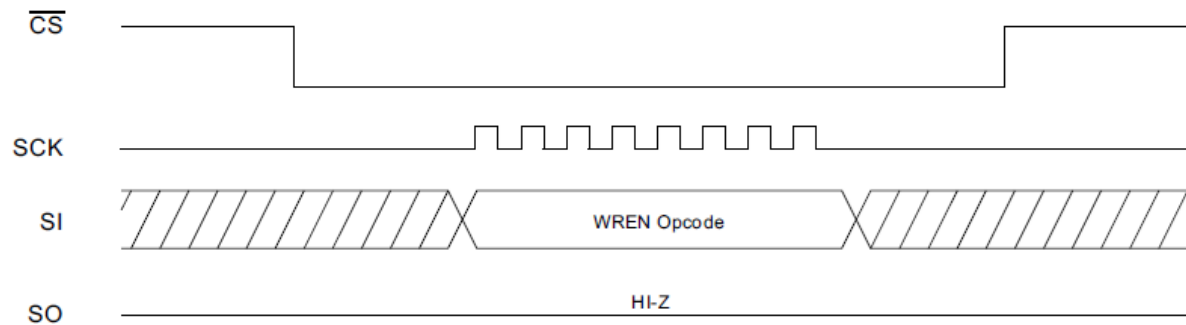 CS
SCK
SI
WREN Opcode
HI-Z
SO